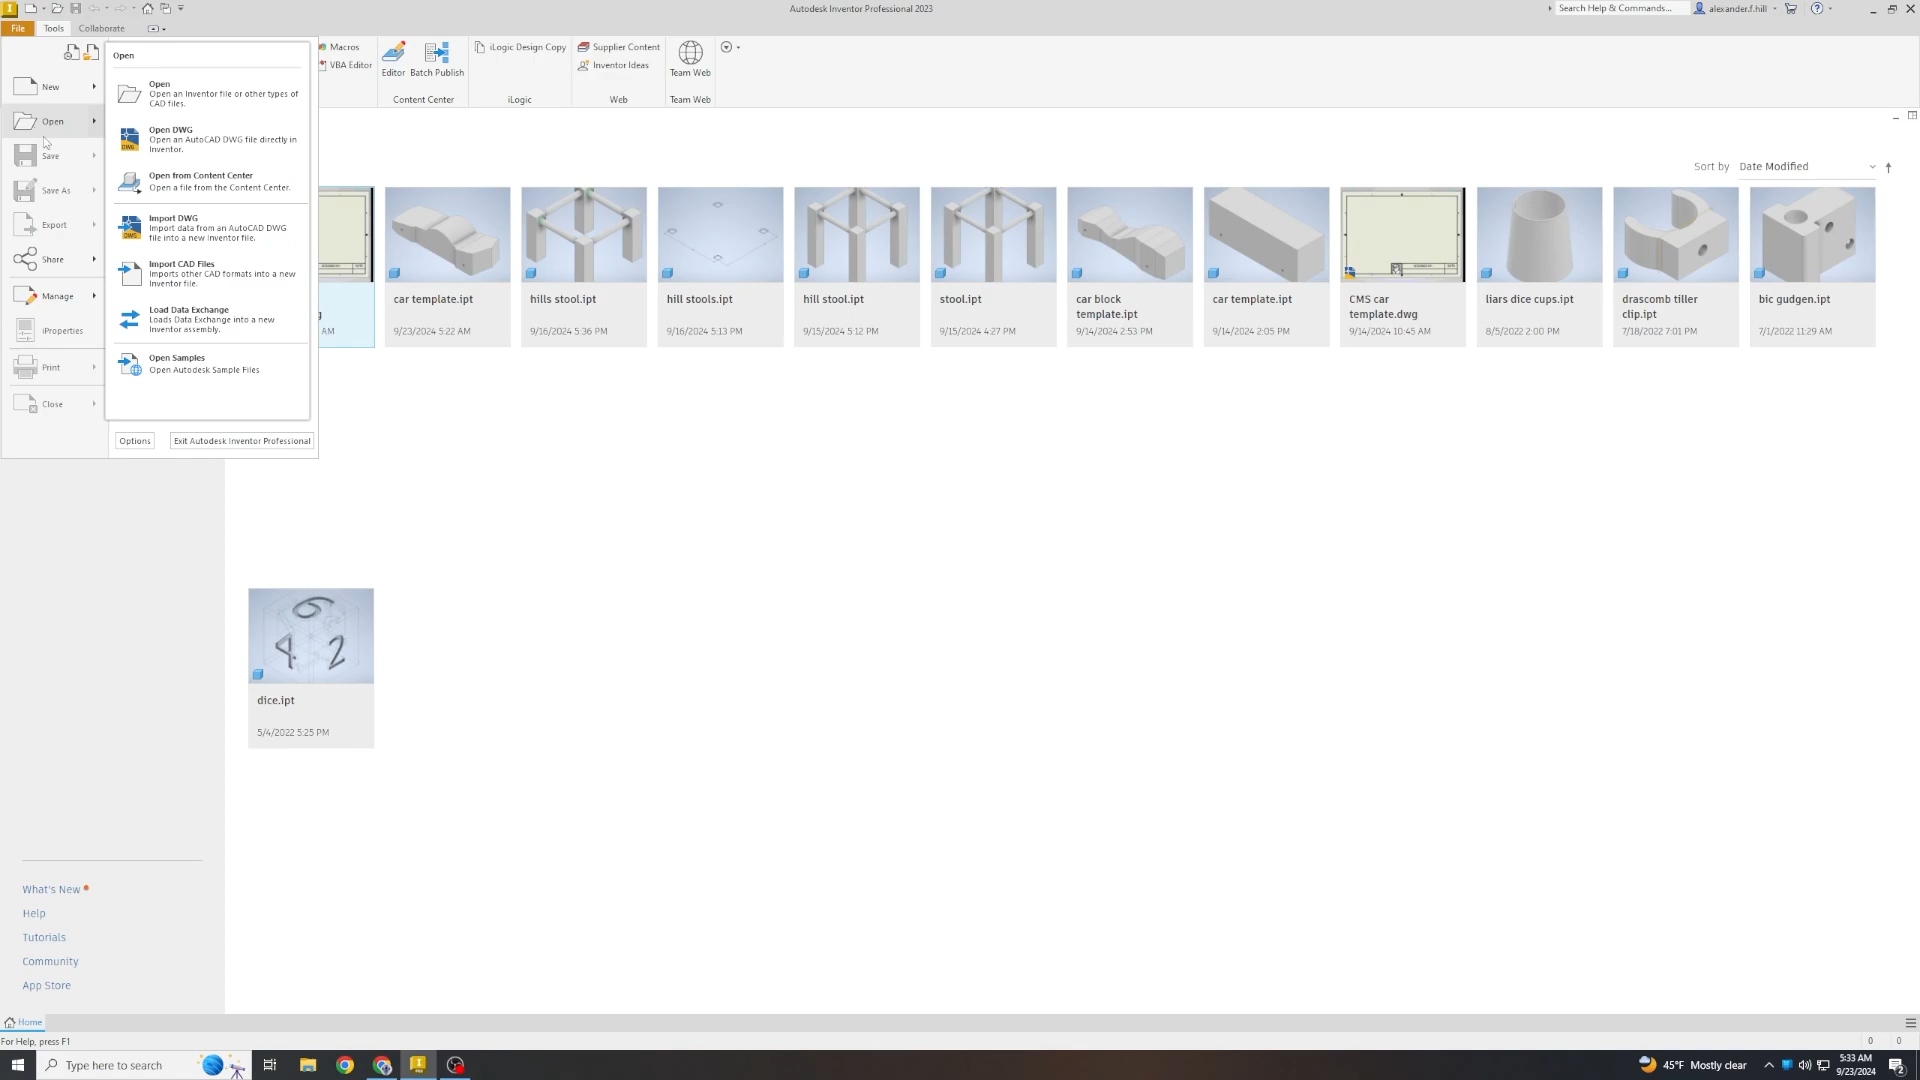 Autodesk Inventor Professional 2023
Search Help & Commands...
alexander.f.hill
File
Tools
Collaborate
Open
Macros
VBA Editor
Editor
Batch Publish
Content Center
iLogic Design Copy
iLogic
Supplier Content
Inventor Ideas
Web
Team Web
Team Web
New
Open
Save
Save As
Export
Share
Manage
iProperties
Print
Close
Open
Open an Inventor file or other types of
CAD files.
Open DWG
Open an AutoCAD DWG file directly in
Inventor.
Open from Content Center
Open a file from the Content Center.
Import DWG
Import data from an AutoCAD DWG
file into a new Inventor file.
Import CAD Files
Imports other CAD formats into a new
Inventor file.
Load Data Exchange
Loads Data Exchange into a new
Inventor assembly.
Open Samples
Open Autodesk Sample Files
Options
Exit Autodesk Inventor Professional
Sort by
Date Modified
g
AM
car template.ipt
9/23/2024 5:22 AM
hills stool.ipt
9/16/2024 5:36 PM
hill stools.ipt
9/16/2024 5:13 PM
hill stool.ipt
9/15/2024 5:12 PM
stool.ipt
9/15/2024 4:27 PM
car block
template.ipt
9/14/2024 2:53 PM
car template.ipt
9/14/2024 2:05 PM
CMS car
template.dwg
9/14/2024 10:45 AM
liars dice cups.ipt
8/5/2022 2:00 PM
drascomb tiller
clip.ipt
7/18/2022 7:01 PM
bic gudgen.ipt
7/1/2022 11:29 AM
6
4
2
dice.ipt
5/4/2022 5:25 PM
What's New
Help
Tutorials
Community
App Store
Home
For Help, press F1
0
0
Type here to search
45°F Mostly clear
5:33 AM
9/23/2024
2